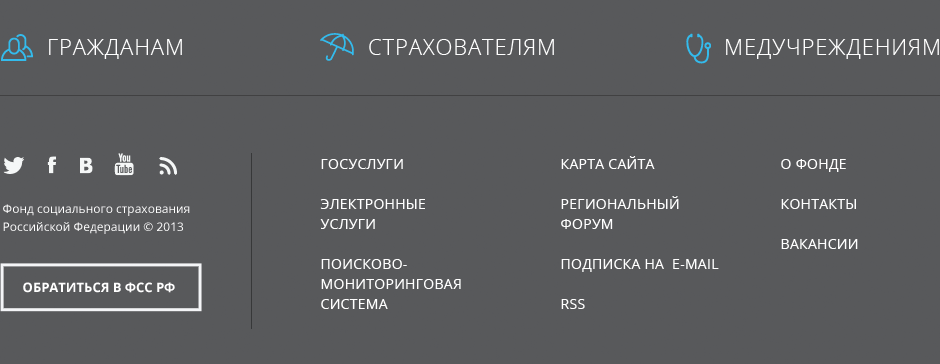 ГРАЖДАНАМ
СТРАХОВАТЕЛЯМ
МЕДУЧРЕЖДЕНИЯМ
You
Tube
Фонд социального страхования
Российской Федерации © 2013
ОБРАТИТЬСЯ В ФСС РФ
ГОСУСЛУГИ
ЭЛЕКТРОННЫЕ
УСЛУГИ
ПОИСКОВО-
МОНИТОРИНГОВАЯ
СИСТЕМА
КАРТА САЙТА
РЕГИОНАЛЬНЫЙ
ФОРУМ
ПОДПИСКА НА  E-MAIL
RSS
О ФОНДЕ
КОНТАКТЫ
ВАКАНСИИ